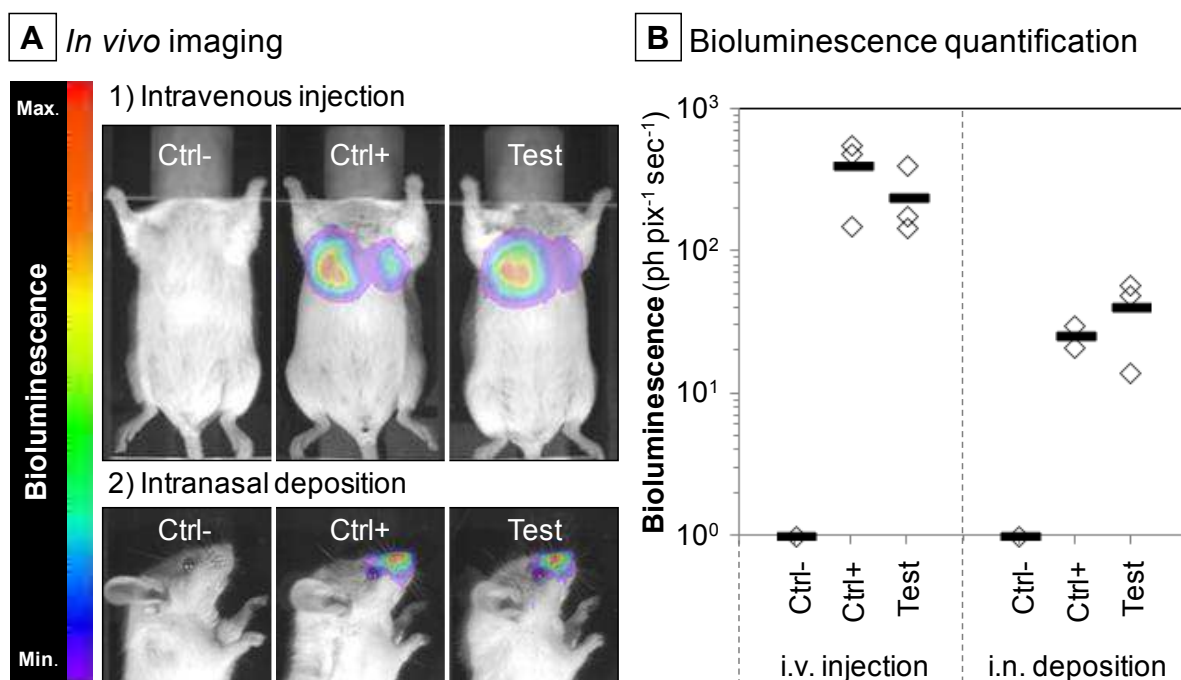 A In vivo imaging
Max.
Bioluminescence
Min.
1) Intravenous injection
Ctrl- Ctrl+ Test
2) Intranasal deposition
Ctrl- Ctrl+ Test
B Bioluminescence quantification
Bioluminescence (ph pix⁻¹ sec⁻¹)
10³
10²
10¹
10⁰
Ctrl- Ctrl+ Test Ctrl- Ctrl+ Test
i.v. injection i.n. deposition